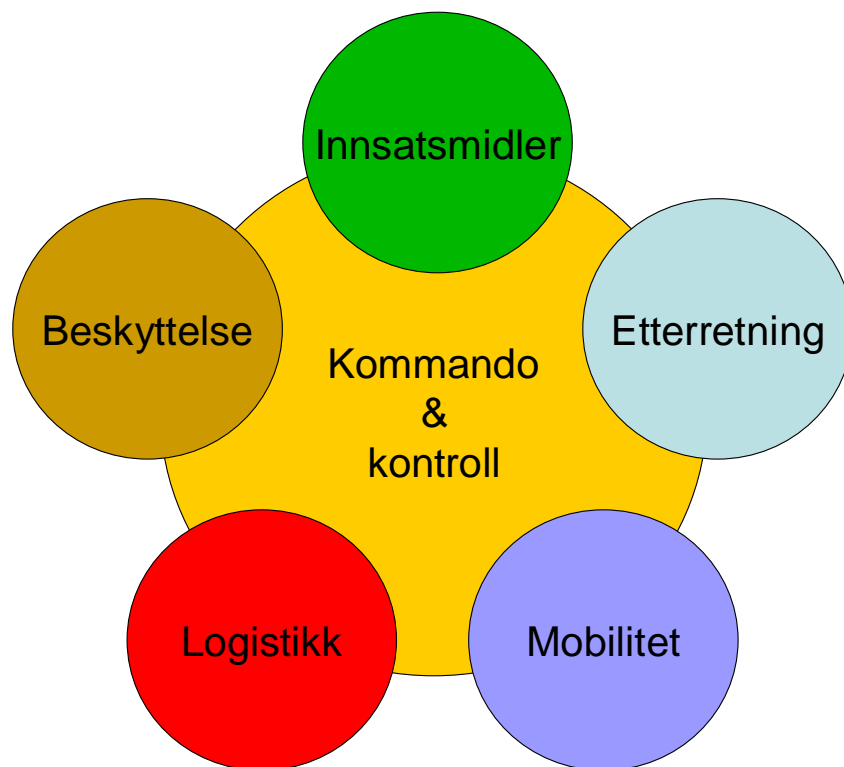 Innsatsmidler
Beskyttelse
Etterretning
Kommando
&
kontroll
Logistikk
Mobilitet